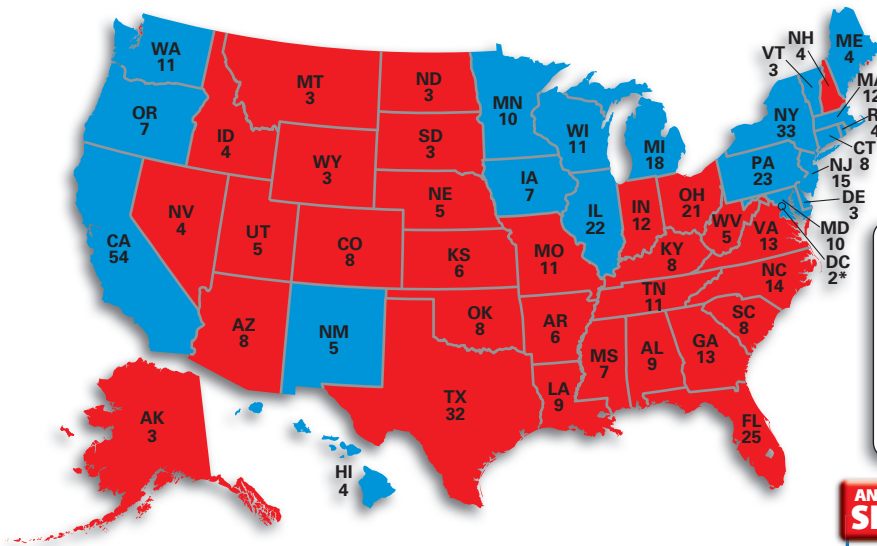 WA
11
OR
7
CA
54
ID
4
NV
4
MT
3
WY
3
UT
5
AZ
8
CO
8
NM
5
ND
3
SD
3
NE
5
KS
6
OK
8
TX
32
MN
10
IA
7
MO
11
AR
6
LA
9
WI
11
IL
22
MI
18
IN
12
OH
21
KY
8
TN
11
MS
7
AL
9
GA
13
FL
25
SC
8
NC
14
VA
13
WV
5
PA
23
NY
33
VT
3
NH
4
ME
4
MA
12
R
4
CT
8
NJ
15
DE
3
MD
10
DC
2*
AK
3
HI
4
AN